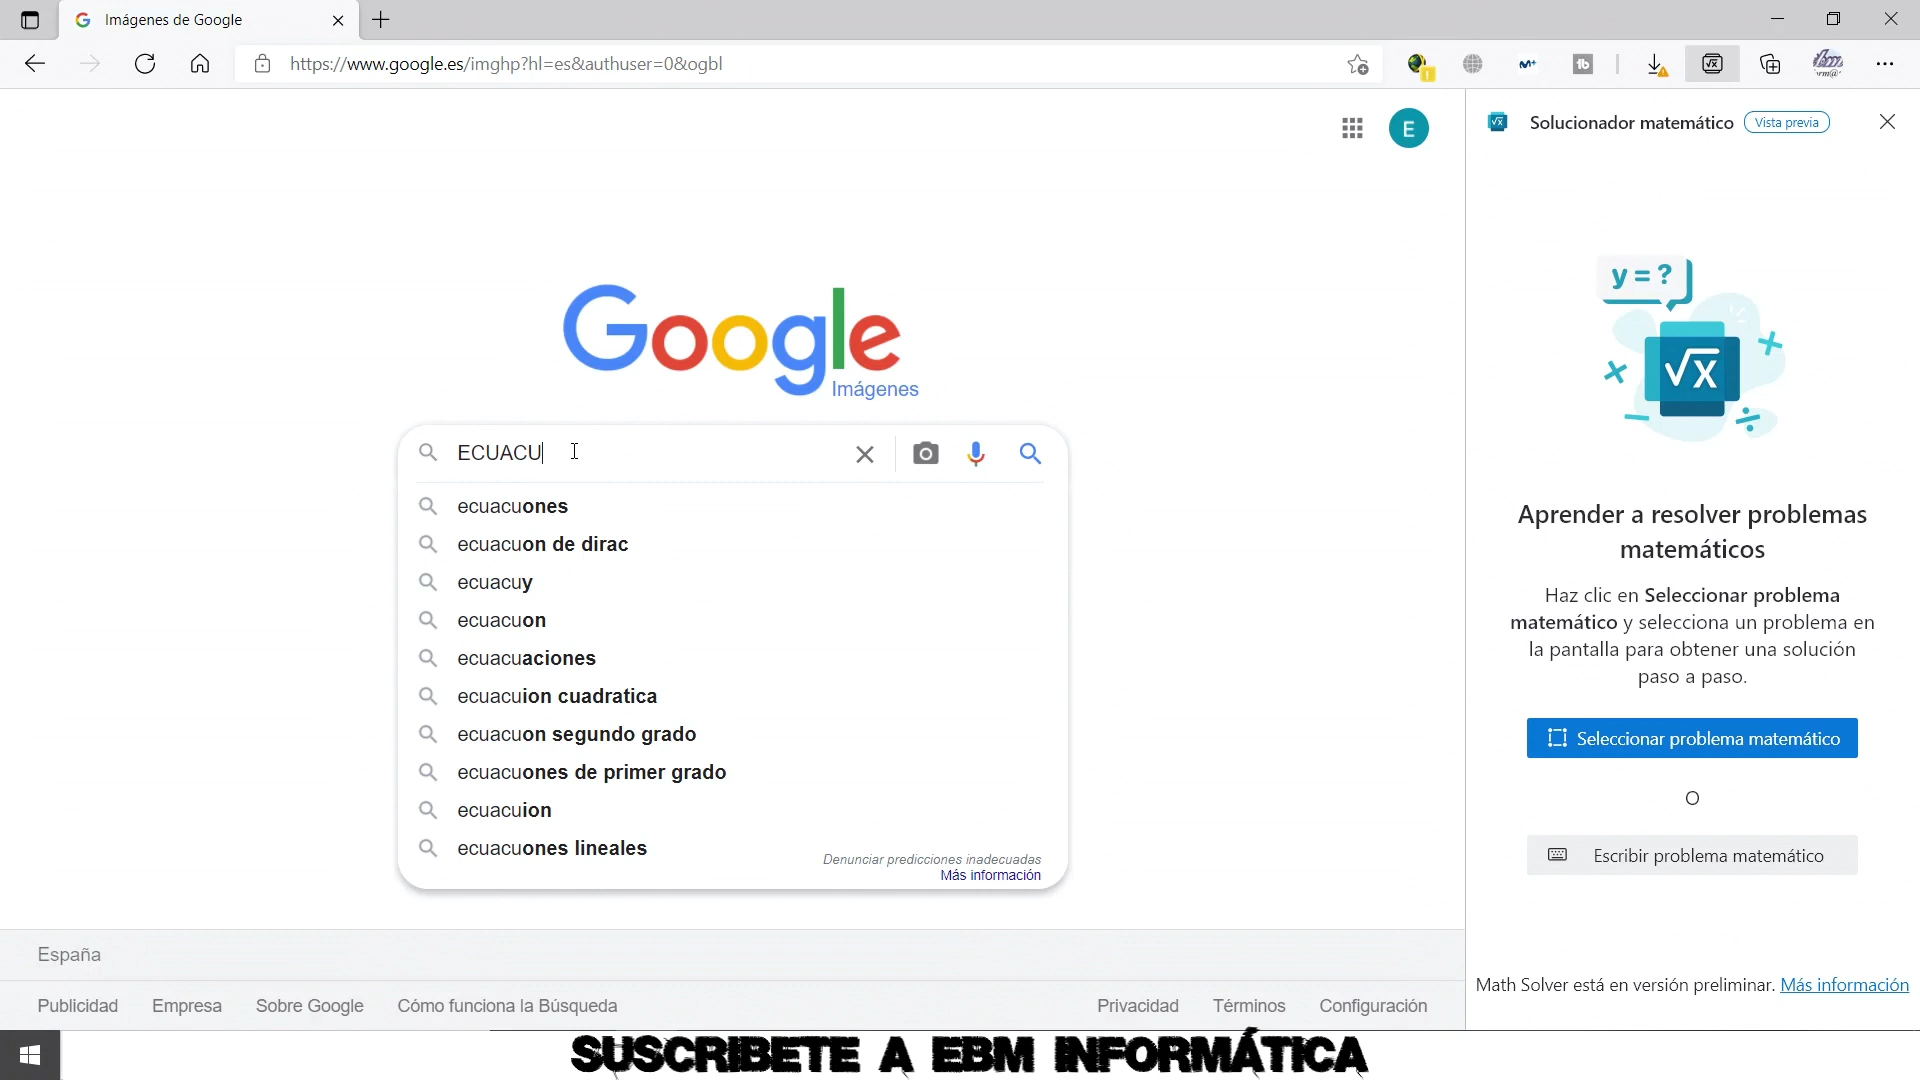 Imágenes de Google
https://www.google.es/imghp?hl=es&authuser=0&ogbl
E
Google
Imágenes
ECUACU
ecuacuones
ecuacuon de dirac
ecuacuy
ecuacuon
ecuacuaciones
ecuacuion cuadratica
ecuacuon segundo grado
ecuacuones de primer grado
ecuacuion
ecuacuones lineales
Denunciar predicciones inadecuadas
Más información
España
Publicidad Empresa Sobre Google Cómo funciona la Búsqueda Privacidad Términos Configuración
Solucionador matemático Vista previa
y = ?
√x
Aprender a resolver problemas
matemáticos
Haz clic en Seleccionar problema
matemático y selecciona un problema en
la pantalla para obtener una solución
paso a paso.
Seleccionar problema matemático
O
Escribir problema matemático
Math Solver está en versión preliminar. Más información
SUSCRIBETE A EBM INFORMÁTICA